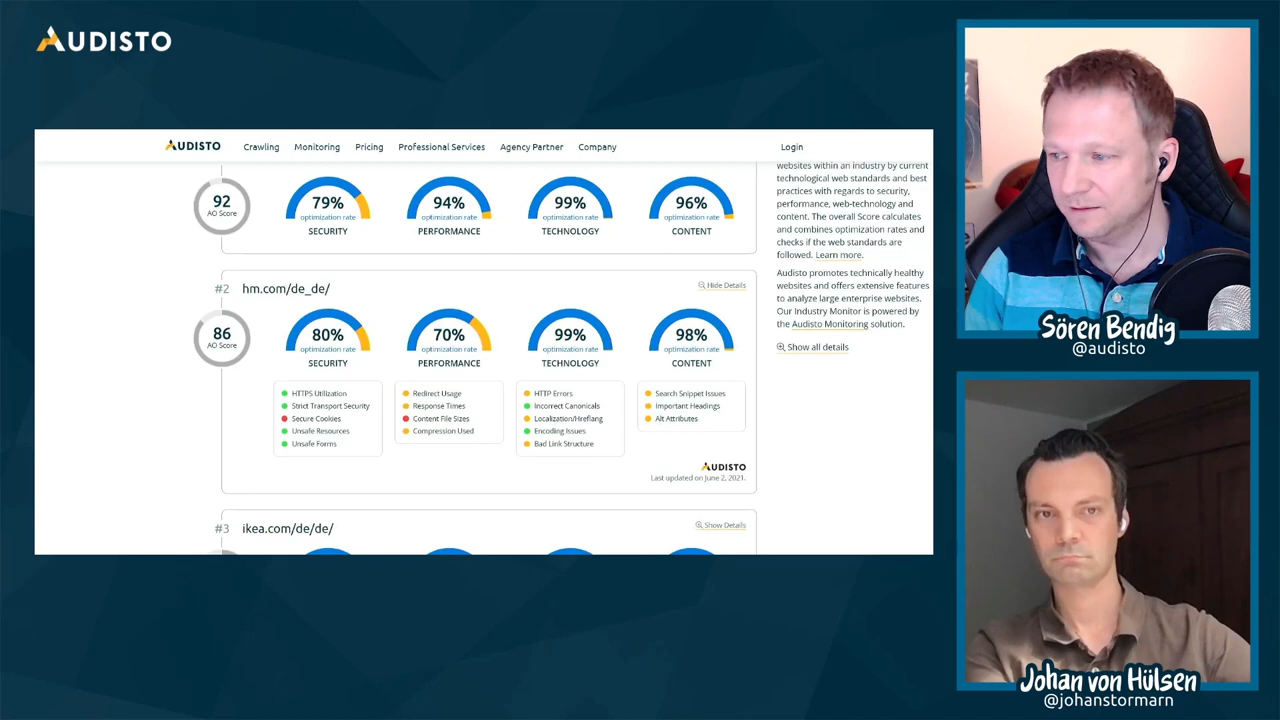 AUDISTO
AUDISTO Crawling Monitoring Pricing Professional Services Agency Partner Company Login
92
AO Score
79%
optimization rate
SECURITY
94%
optimization rate
PERFORMANCE
99%
optimization rate
TECHNOLOGY
96%
optimization rate
CONTENT
#2 hm.com/de_de/
Hide Details
86
AO Score
80%
optimization rate
SECURITY
70%
optimization rate
PERFORMANCE
99%
optimization rate
TECHNOLOGY
98%
optimization rate
CONTENT
HTTPS Utilization
Strict Transport Security
Secure Cookies
Unsafe Resources
Unsafe Forms
Redirect Usage
Response Times
Content File Sizes
Compression Used
HTTP Errors
Incorrect Canonicals
Localization/Hreflang
Encoding Issues
Bad Link Structure
Search Snippet Issues
Important Headings
Alt Attributes
AUDISTO
Last updated on June 2, 2021.
#3 ikea.com/de/de/
Show Details
websites within an industry by current
technological web standards and best
practices with regards to security,
performance, web-technology and
content. The overall Score calculates
and combines optimization rates and
checks if the web standards are
followed. Learn more.
Audisto promotes technically healthy
websites and offers extensive features
to analyze large enterprise websites.
Our Industry Monitor is powered by
the Audisto Monitoring solution.
Show all details
Sören Bendig
@audisto
Johan von Hülsen
@johanstormarn